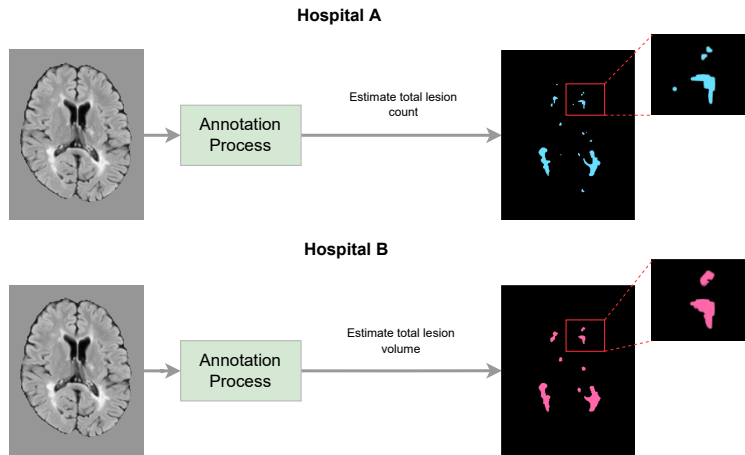 Hospital A
Annotation
Process
Estimate total lesion
count
Hospital B
Annotation
Process
Estimate total lesion
volume